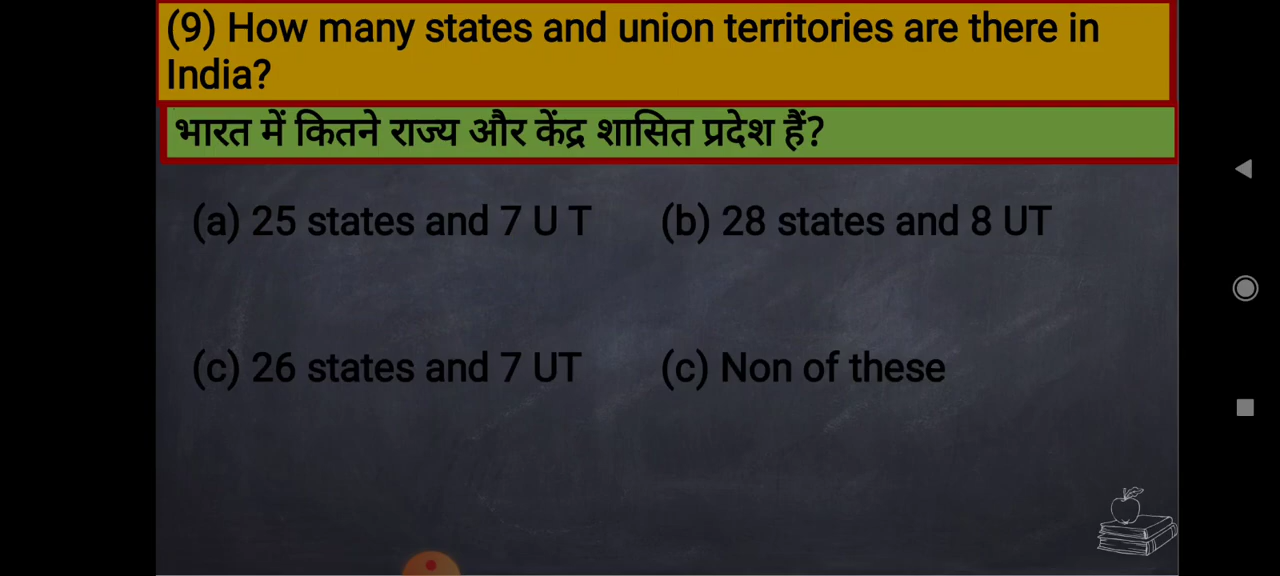 (9) How many states and union territories are there in
India?
भारत में कितने राज्य और केंद्र शासित प्रदेश हैं?
(a) 25 states and 7 U T
(b) 28 states and 8 UT
(c) 26 states and 7 UT
(c) Non of these